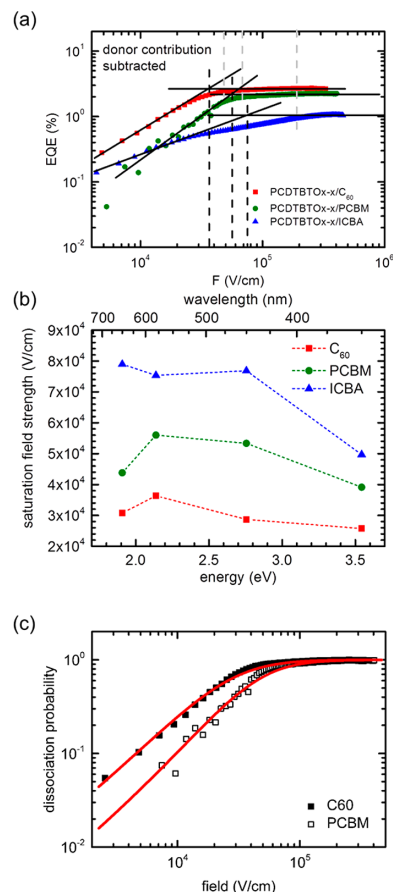 (a)
donor contribution
subtracted
EQE (%)
10¹
10⁰
10⁻¹
10⁻²
PCDTBTOx-x/C₆₀
PCDTBTOx-x/PCBM
PCDTBTOx-x/ICBA
10⁴ 10⁵ 10⁶
F (V/cm)
(b)
wavelength (nm)
700 600 500 400
saturation field strength (V/cm)
9x10⁴
8x10⁴
7x10⁴
6x10⁴
5x10⁴
4x10⁴
3x10⁴
2x10⁴
C₆₀
PCBM
ICBA
2.0 2.5 3.0 3.5
energy (eV)
(c)
dissociation probability
10⁰
10⁻¹
10⁻²
C60
PCBM
10⁴ 10⁵
field (V/cm)